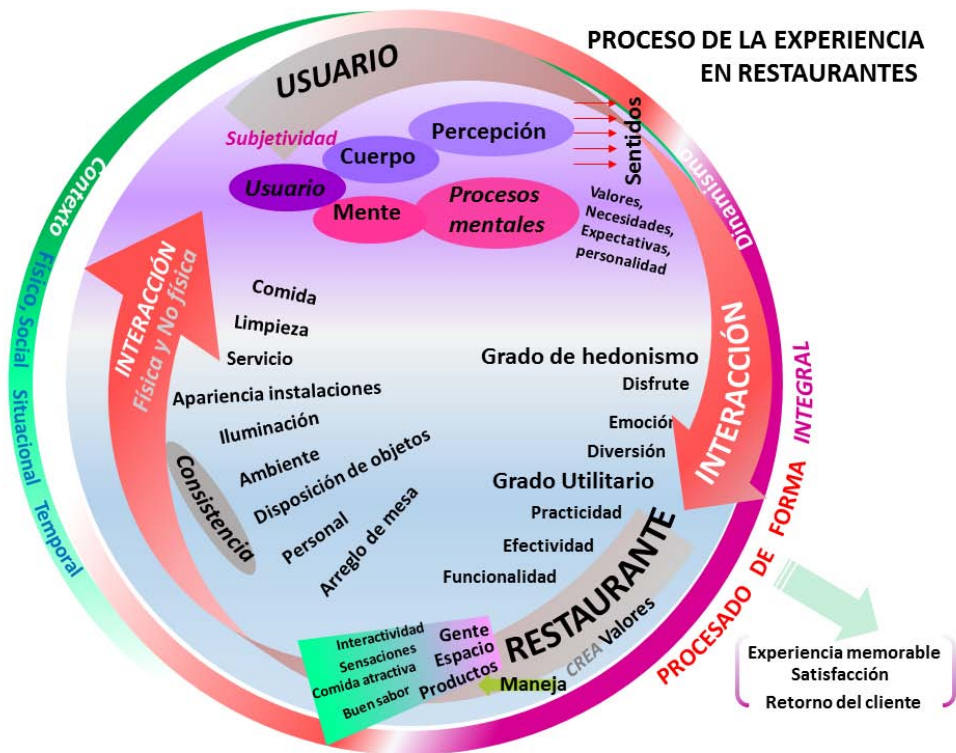 PROCESO DE LA EXPERIENCIA
EN RESTAURANTES
USUARIO
Subjetividad
Usuario
Cuerpo
Percepción
Mente
Procesos
mentales
Sentidos
Valores,
Necesidades,
Expectativas,
personalidad
Dinamismo
Contexto
Físico, Social Situacional Temporal
INTERACCIÓN
Física y No física
Comida
Limpieza
Servicio
Apariencia instalaciones
Iluminación
Ambiente
Disposición de objetos
Personal
Arreglo de mesa
Consistencia
Grado de hedonismo
Disfrute
Emoción
Diversión
Grado Utilitario
Practicidad
Efectividad
Funcionalidad
INTERACCIÓN
RESTAURANTE
CREA Valores
Maneja
Gente
Espacio
Productos
Interactividad
Sensaciones
Comida atractiva
Buen sabor
PROCESADO DE FORMA INTEGRAL
Experiencia memorable
Satisfacción
Retorno del cliente